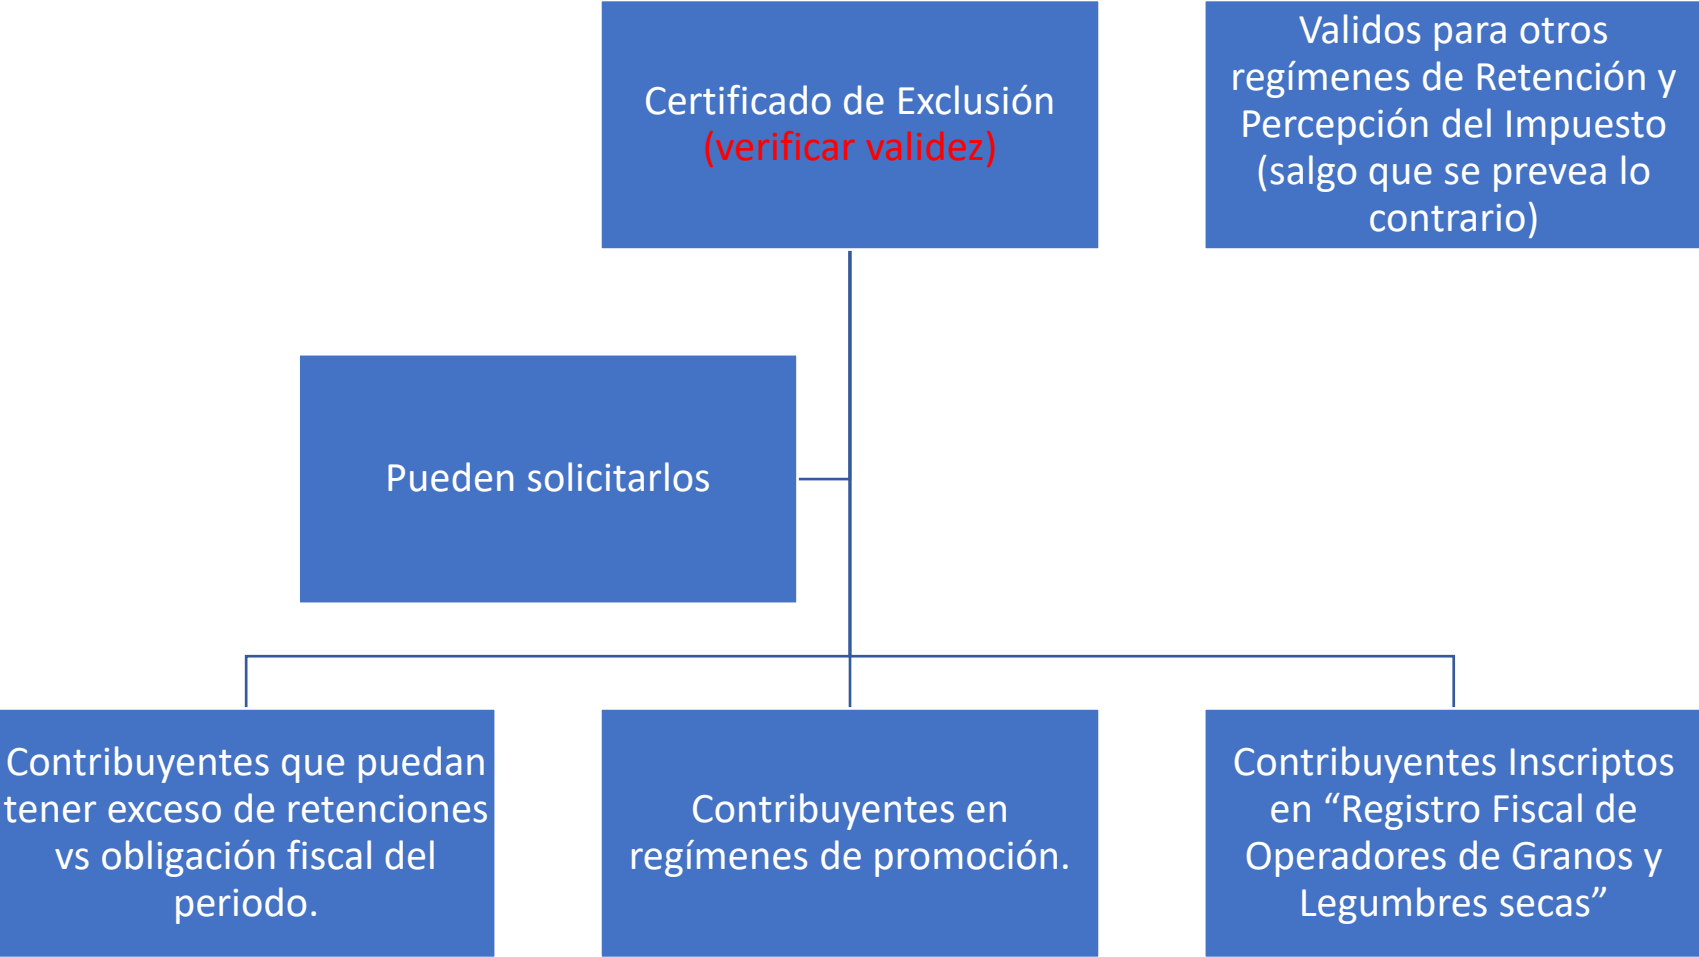 Certificado de Exclusión
(verificar validez)
Validos para otros
regímenes de Retención y
Percepción del Impuesto
(salgo que se prevea lo
contrario)
Pueden solicitarlos
Contribuyentes que puedan
tener exceso de retenciones
vs obligación fiscal del
periodo.
Contribuyentes en
regímenes de promoción.
Contribuyentes Inscriptos
en “Registro Fiscal de
Operadores de Granos y
Legumbres secas”